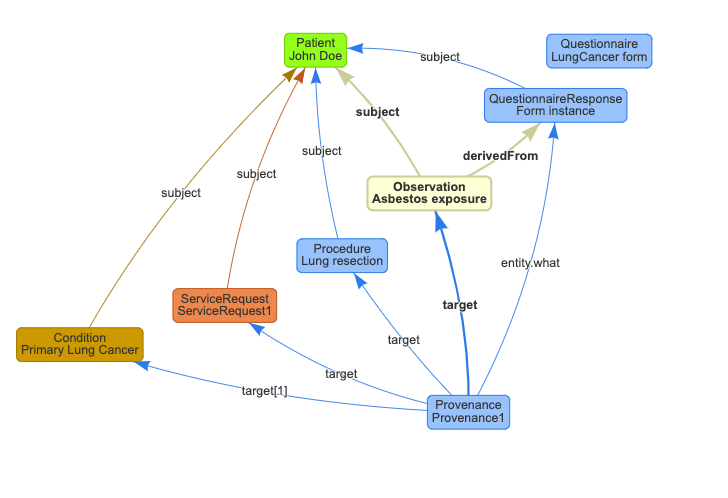 Patient
John Doe
Questionnaire
LungCancer form
subject
QuestionnaireResponse
Form instance
subject
subject
derivedFrom
subject
subject
Observation
Asbestos exposure
Procedure
Lung resection
entity.what
ServiceRequest
ServiceRequest1
target
Condition
Primary Lung Cancer
target
target
target[1]
Provenance
Provenance1